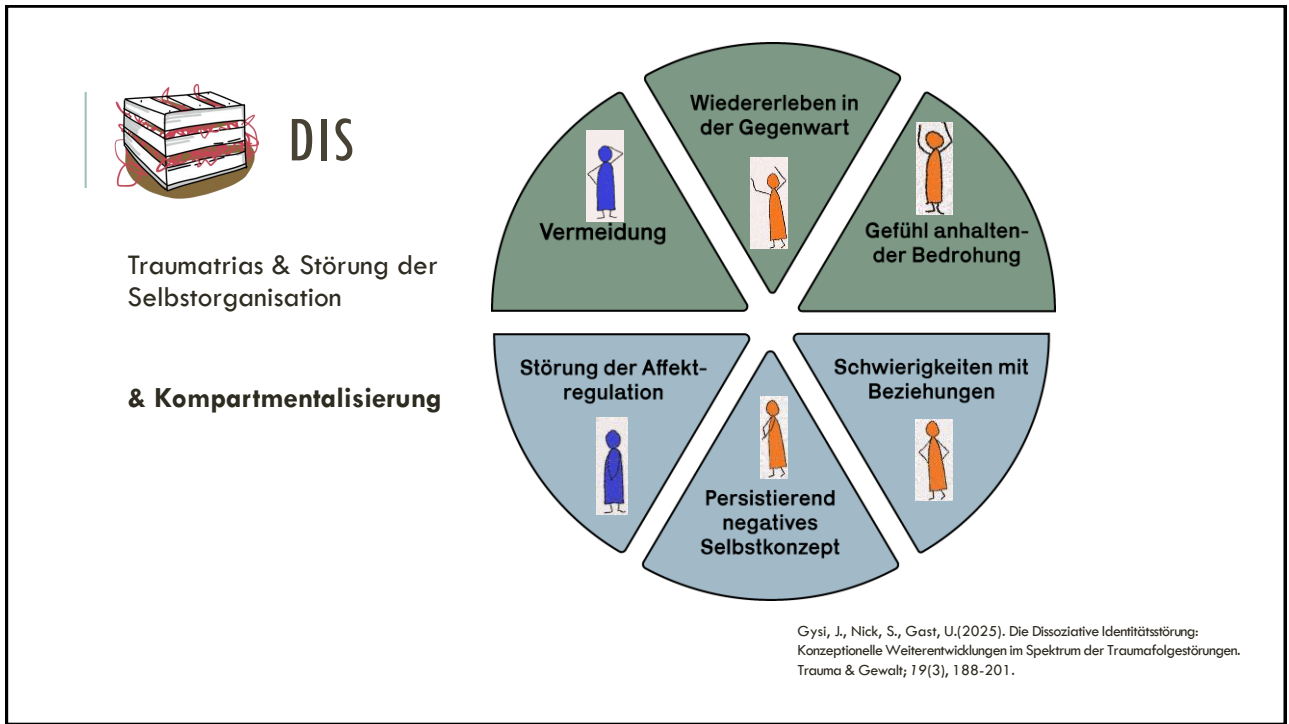 DIS
Traumatrias & Störung der
Selbstorganisation
& Kompartmentalisierung
Wiedererleben in
der Gegenwart
Vermeidung
Gefühl anhalten-
der Bedrohung
Störung der Affekt-
regulation
Persistierend
negatives
Selbstkonzept
Schwierigkeiten mit
Beziehungen
Gysi, J., Nick, S., Gast, U.(2025). Die Dissoziative Identitätsstörung:
Konzeptionelle Weiterentwicklungen im Spektrum der Traumafolgestörungen.
Trauma & Gewalt; 19(3), 188-201.